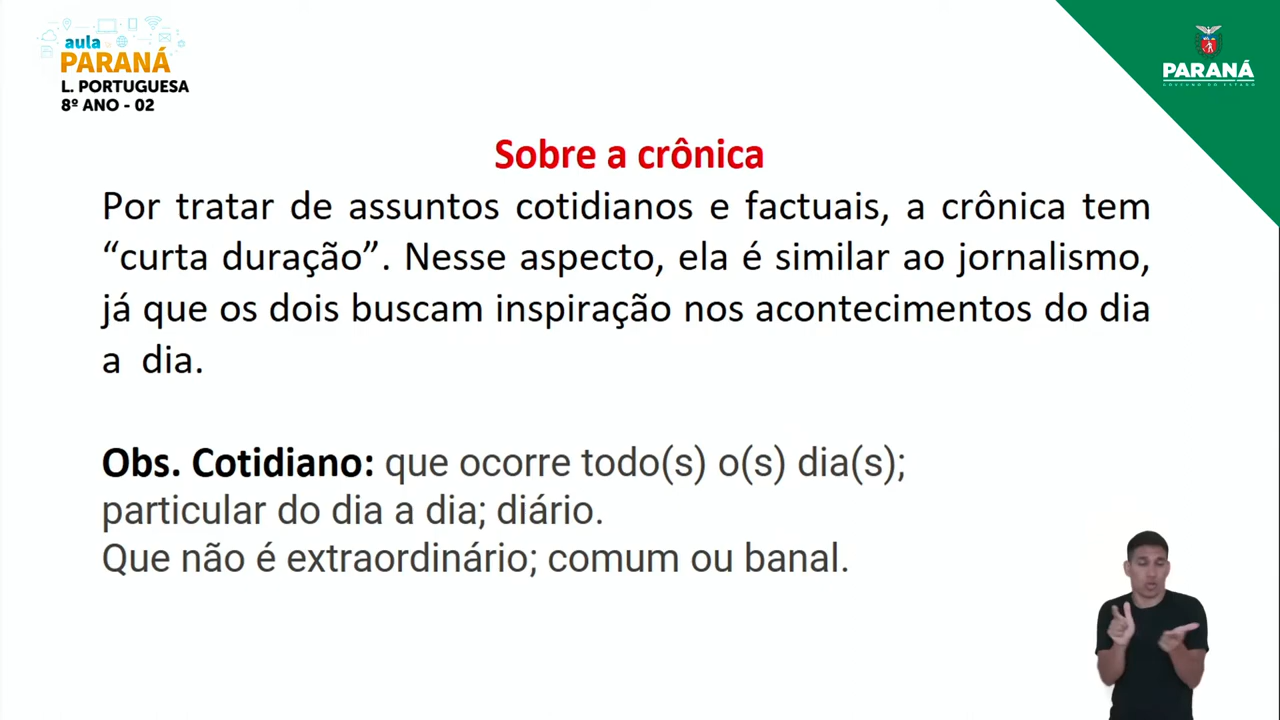 aula
PARANÁ
L. PORTUGUESA
8º ANO - 02
PARANÁ
GOVERNO DO ESTADO
Sobre a crônica
Por tratar de assuntos cotidianos e factuais, a crônica tem
“curta duração”. Nesse aspecto, ela é similar ao jornalismo,
já que os dois buscam inspiração nos acontecimentos do dia
a dia.
Obs. Cotidiano: que ocorre todo(s) o(s) dia(s);
particular do dia a dia; diário.
Que não é extraordinário; comum ou banal.